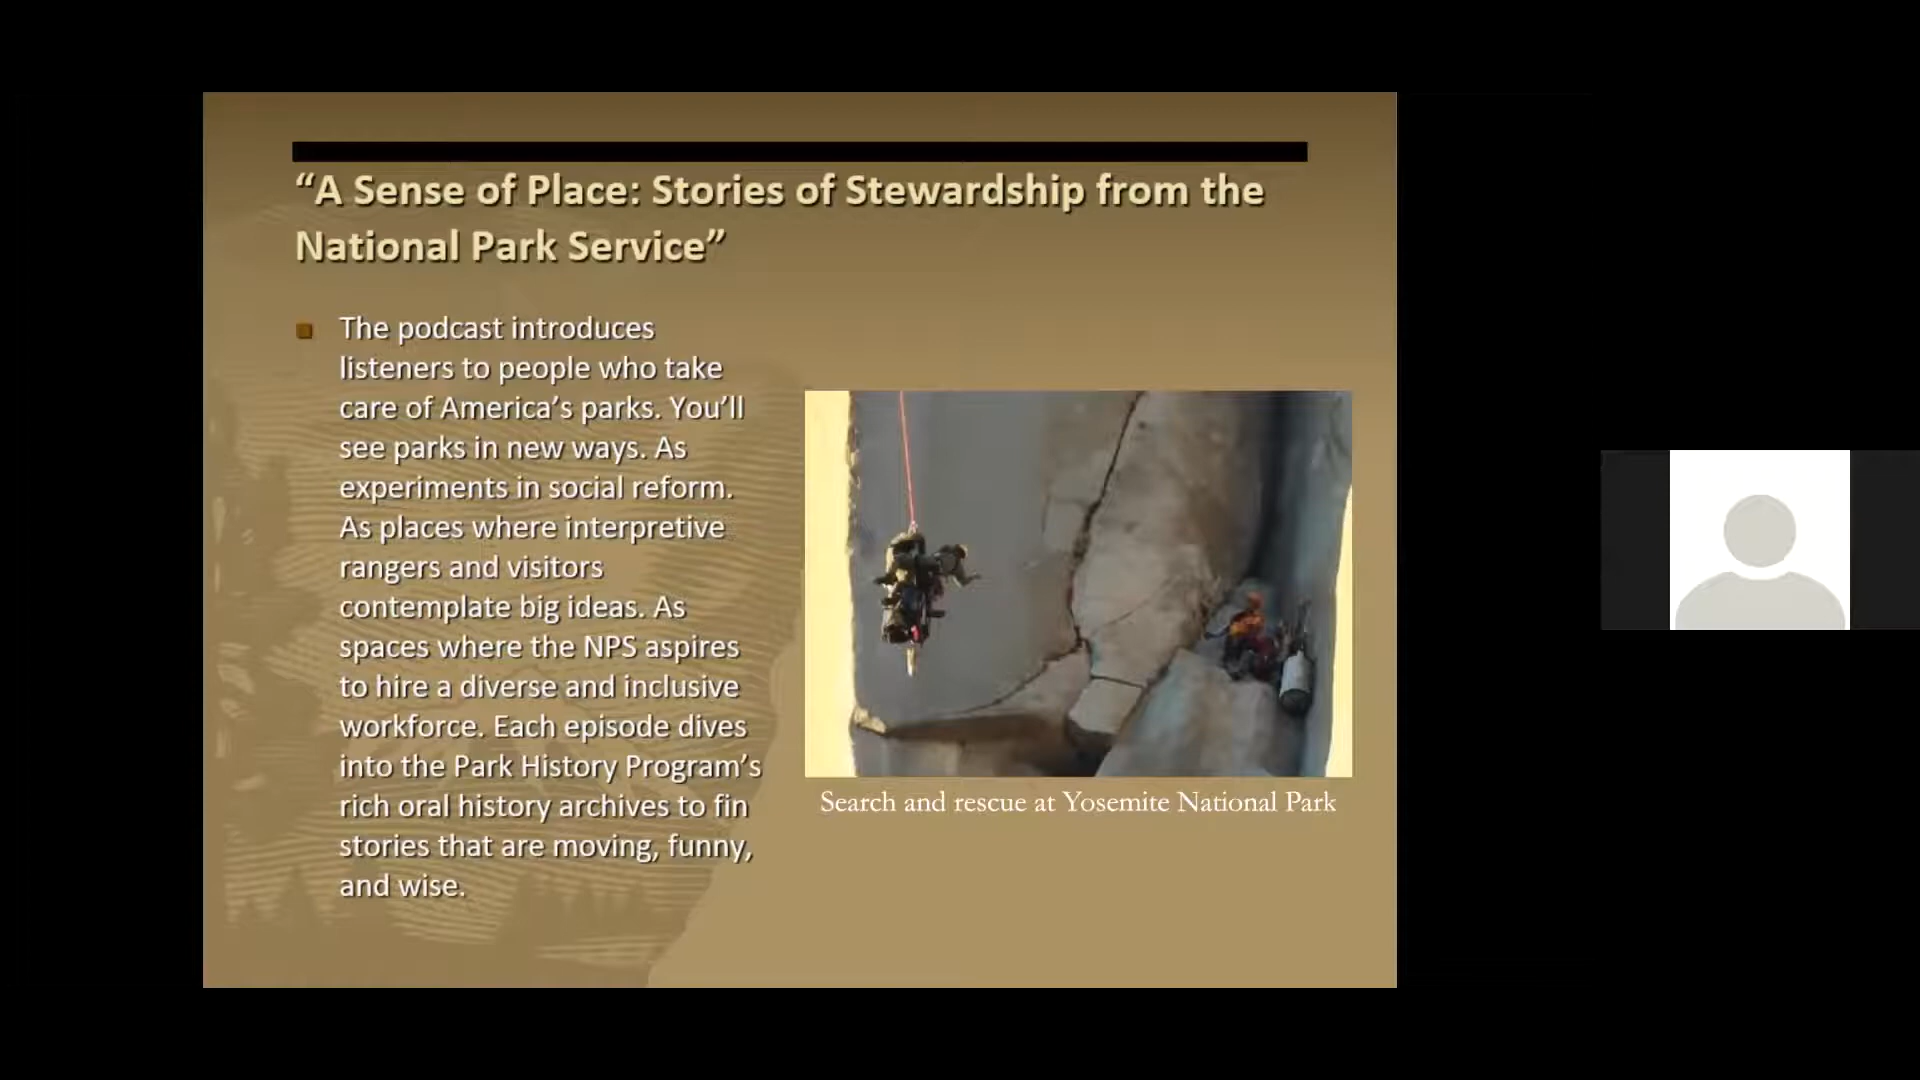 “A Sense of Place: Stories of Stewardship from the
National Park Service”
The podcast introduces
listeners to people who take
care of America’s parks. You’ll
see parks in new ways. As
experiments in social reform.
As places where interpretive
rangers and visitors
contemplate big ideas. As
spaces where the NPS aspires
to hire a diverse and inclusive
workforce. Each episode dives
into the Park History Program’s
rich oral history archives to fin
stories that are moving, funny,
and wise.
Search and rescue at Yosemite National Park